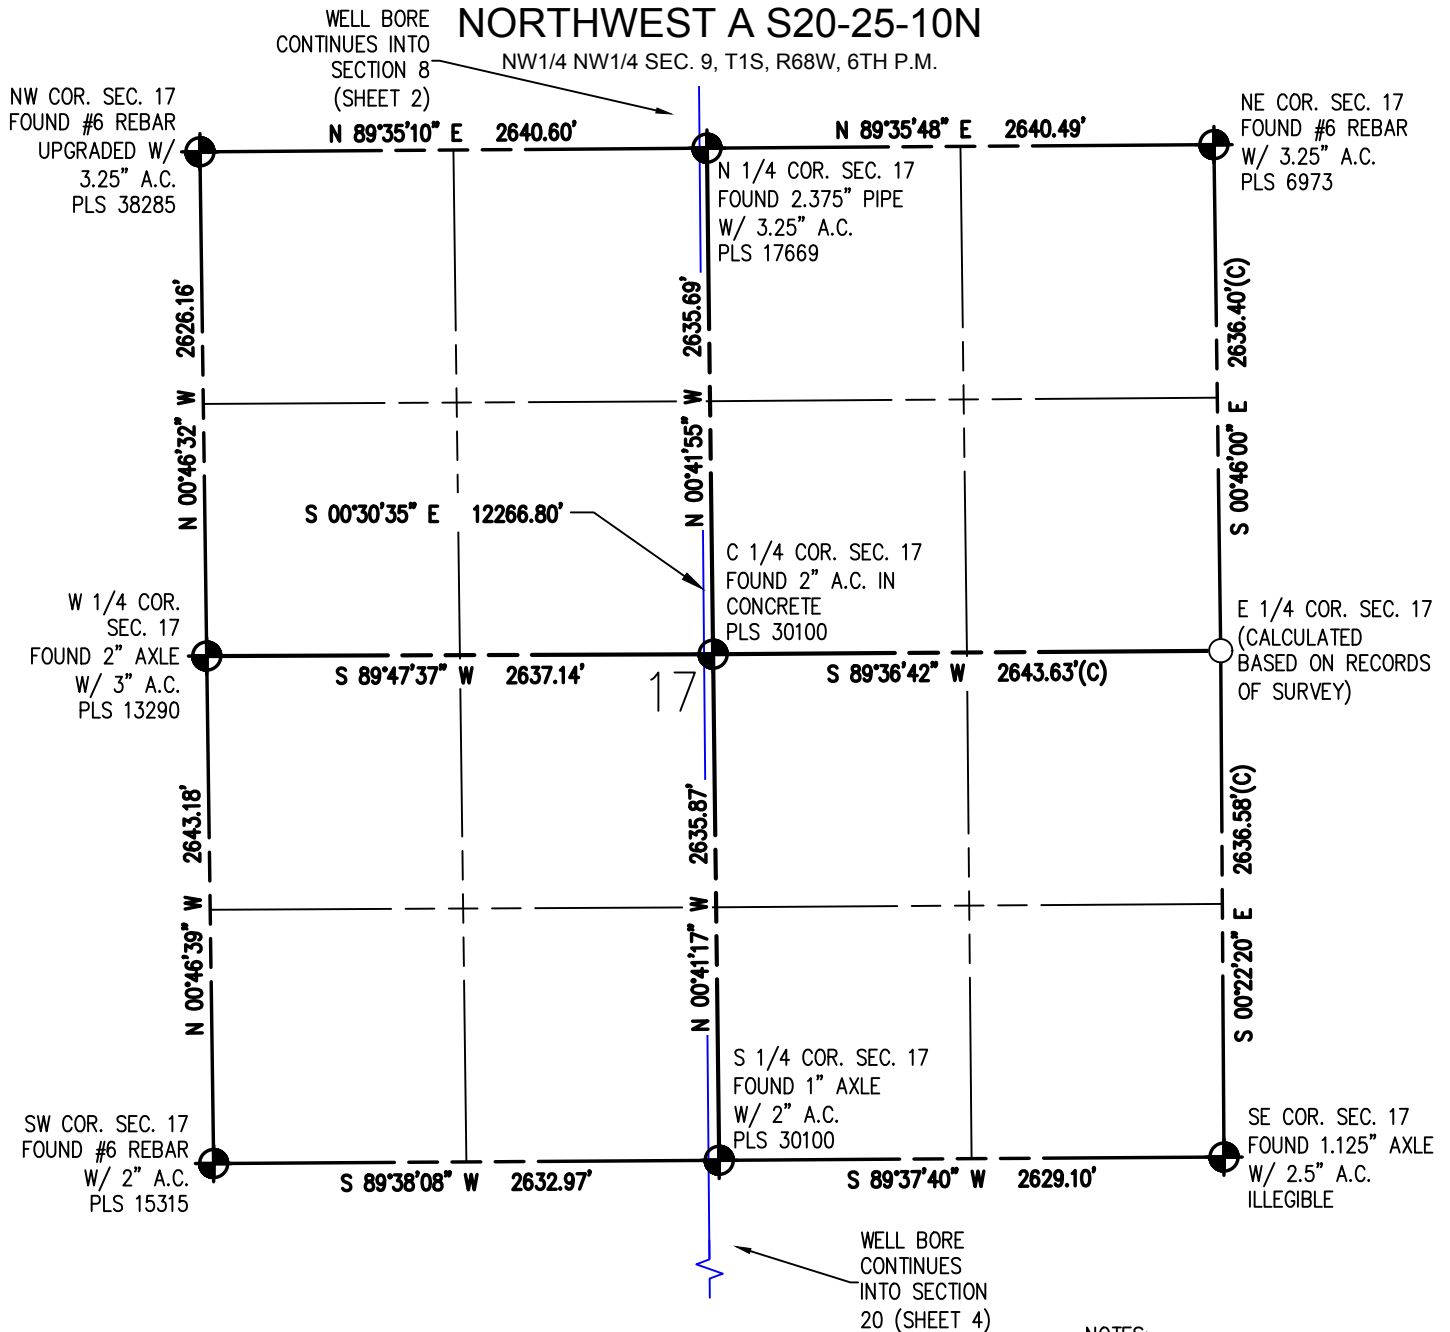 NORTHWEST A S20-25-10N
NW1/4 NW1/4 SEC. 9, T1S, R68W, 6TH P.M.
WELL BORE
CONTINUES INTO
SECTION 8
(SHEET 2)
NW COR. SEC. 17
FOUND #6 REBAR
UPGRADED W/
3.25" A.C.
PLS 38285
N 89°35'10" E 2640.60'
N 89°35'48" E 2640.49'
NE COR. SEC. 17
FOUND #6 REBAR
W/ 3.25" A.C.
PLS 6973
N 1/4 COR. SEC. 17
FOUND 2.375" PIPE
W/ 3.25" A.C.
PLS 17669
N 00°46'32" W 2626.16'
N 00°41'55" W 2635.69'
S 00°46'00" E 2636.40'(C)
S 00°30'35" E 12266.80'
C 1/4 COR. SEC. 17
FOUND 2" A.C. IN
CONCRETE
PLS 30100
W 1/4 COR.
SEC. 17
FOUND 2" AXLE
W/ 3" A.C.
PLS 13290
E 1/4 COR. SEC. 17
(CALCULATED
BASED ON RECORDS
OF SURVEY)
S 89°47'37" W 2637.14'
17
S 89°36'42" W 2643.63'(C)
N 00°46'39" W 2643.18'
N 00°41'17" W 2635.87'
S 00°22'20" E 2636.58'(C)
S 1/4 COR. SEC. 17
FOUND 1" AXLE
W/ 2" A.C.
PLS 30100
SW COR. SEC. 17
FOUND #6 REBAR
W/ 2" A.C.
PLS 15315
SE COR. SEC. 17
FOUND 1.125" AXLE
W/ 2.5" A.C.
ILLEGIBLE
S 89°38'08" W 2632.97'
S 89°37'40" W 2629.10'
WELL BORE
CONTINUES
INTO SECTION
20 (SHEET 4)
NOTES: